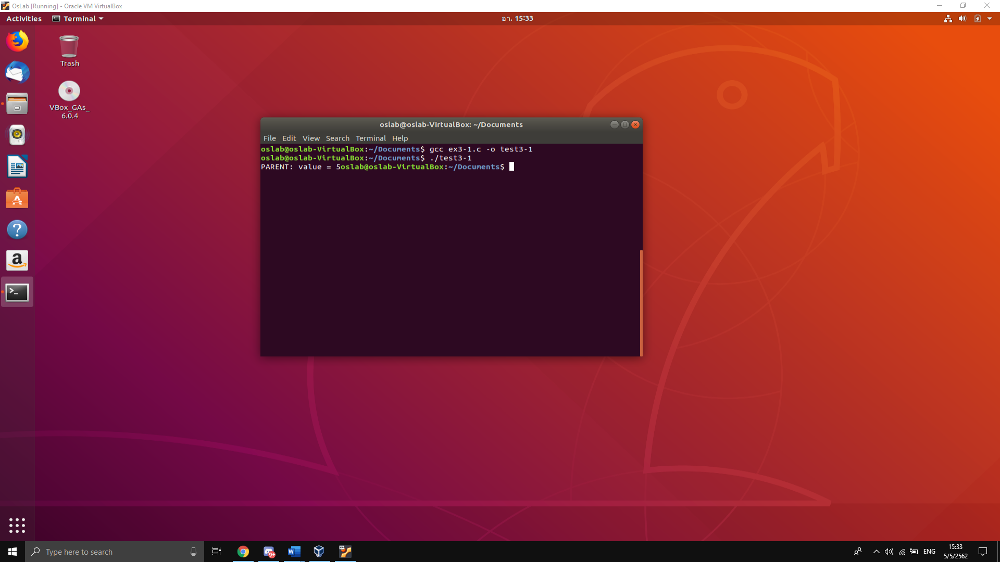 OsLab [Running] - Oracle VM VirtualBox
Activities Terminal อา. 15:33
Trash
VBox_GAs_
6.0.4
oslab@oslab-VirtualBox: ~/Documents
File Edit View Search Terminal Help
oslab@oslab-VirtualBox:~/Documents$ gcc ex3-1.c -o test3-1
oslab@oslab-VirtualBox:~/Documents$ ./test3-1
PARENT: value = 5oslab@oslab-VirtualBox:~/Documents$
Type here to search
9+
ENG
15:33
5/5/2562